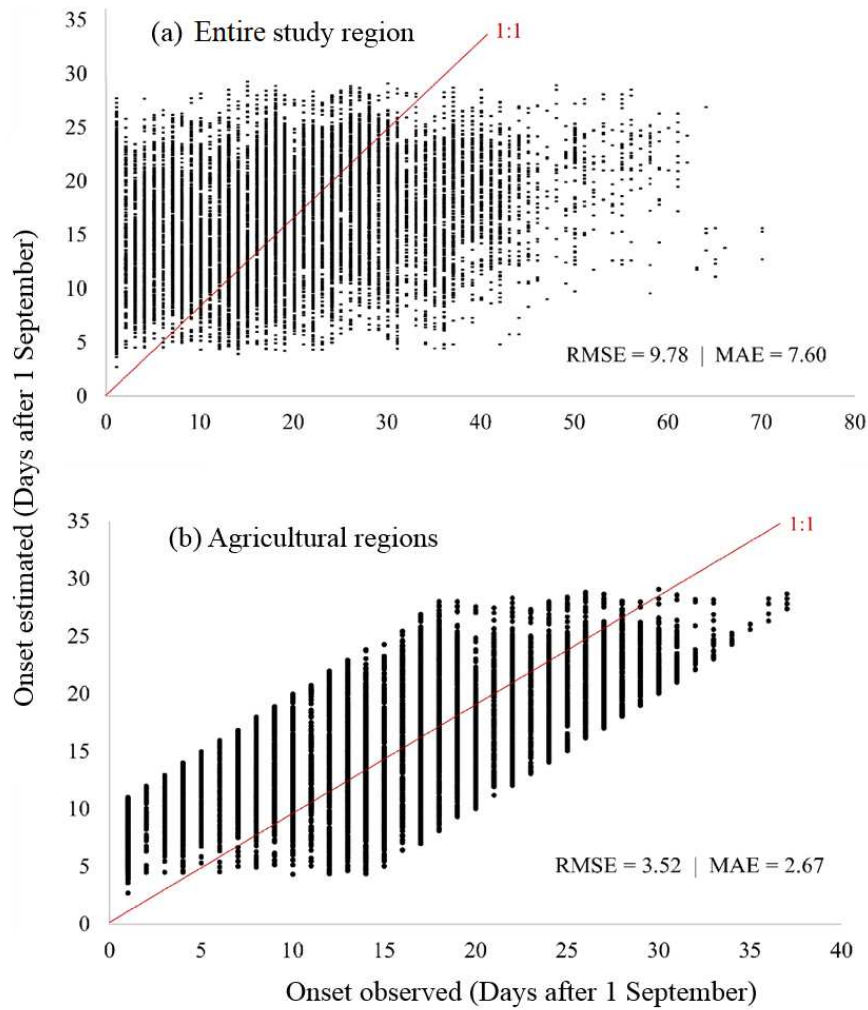 (a) Entire study region
1:1
35
30
25
20
15
10
5
0
RMSE = 9.78 | MAE = 7.60
0 10 20 30 40 50 60 70 80
Onset estimated (Days after 1 September)
(b) Agricultural regions
1:1
35
30
25
20
15
10
5
0
RMSE = 3.52 | MAE = 2.67
0 5 10 15 20 25 30 35 40
Onset observed (Days after 1 September)